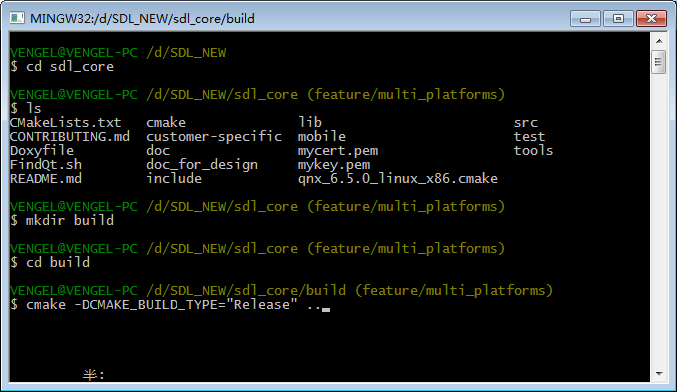 MINGW32:/d/SDL_NEW/sdl_core/build
VENGEL@VENGEL-PC /d/SDL_NEW
$ cd sdl_core
VENGEL@VENGEL-PC /d/SDL_NEW/sdl_core (feature/multi_platforms)
$ ls
CMakeLists.txt cmake lib src
CONTRIBUTING.md customer-specific mobile test
Doxyfile doc mycert.pem tools
FindQt.sh doc_for_design mykey.pem
README.md include qnx_6.5.0_linux_x86.cmake
VENGEL@VENGEL-PC /d/SDL_NEW/sdl_core (feature/multi_platforms)
$ mkdir build
VENGEL@VENGEL-PC /d/SDL_NEW/sdl_core (feature/multi_platforms)
$ cd build
VENGEL@VENGEL-PC /d/SDL_NEW/sdl_core/build (feature/multi_platforms)
$ cmake -DCMAKE_BUILD_TYPE="Release" ..
半: